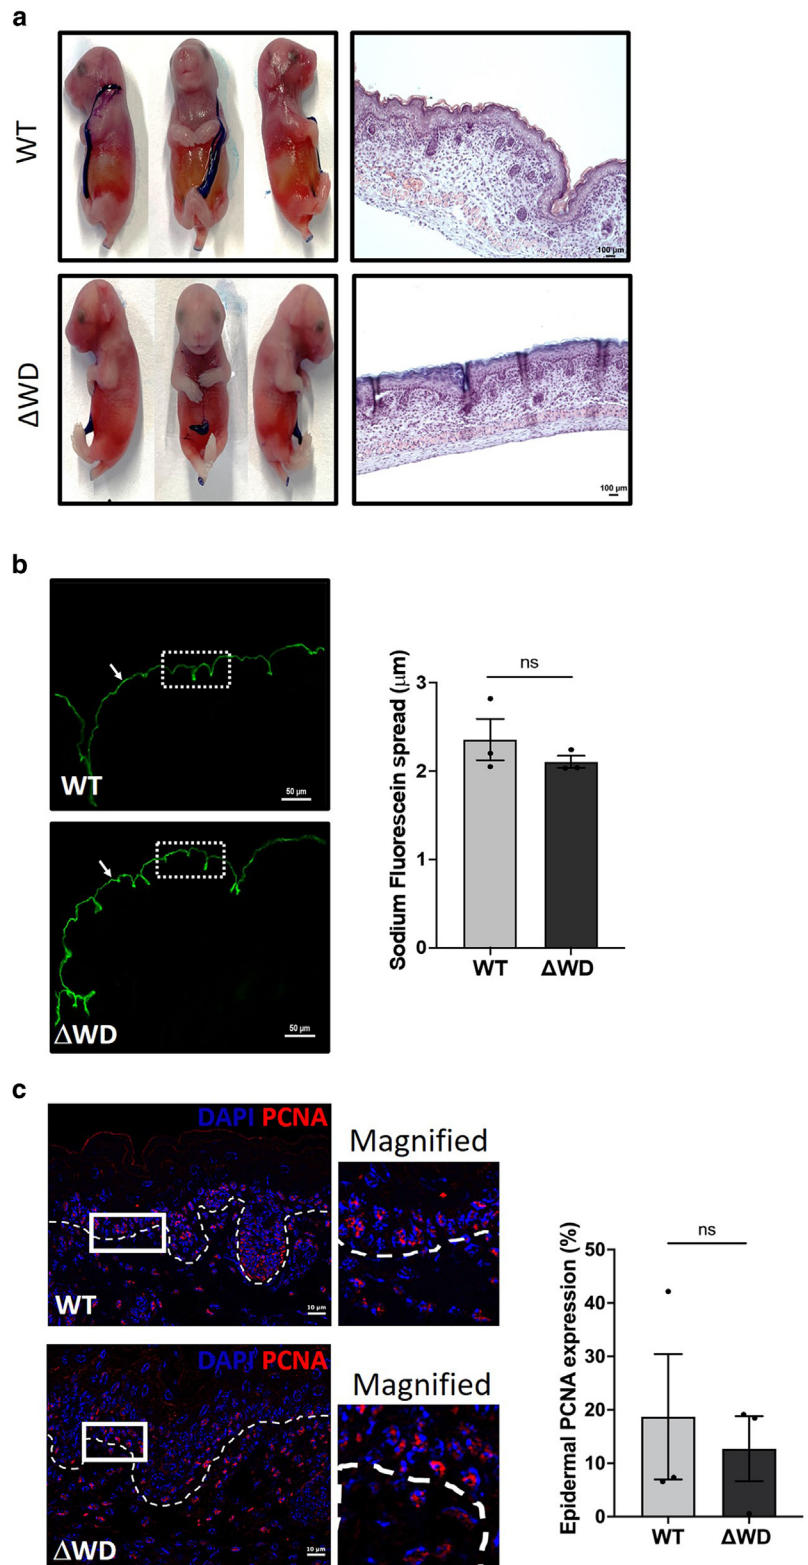 a
WT
100 µm
ΔWD
100 µm
b
WT
50 µm
ΔWD
50 µm
Sodium Fluorescein spread (µm)
3
2
1
0
ns
WT ΔWD
c
DAPI PCNA
WT
10 µm
Magnified
DAPI PCNA
ΔWD
10 µm
Magnified
Epidermal PCNA expression (%)
50
40
30
20
10
0
ns
WT ΔWD